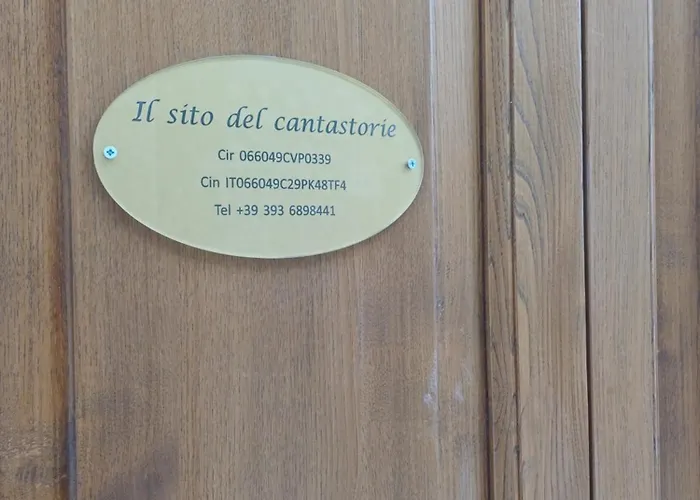 Il sito del cantastorie
Cir 066049CVP0339
Cin IT066049C29PK48TF4
Tel +39 393 6898441